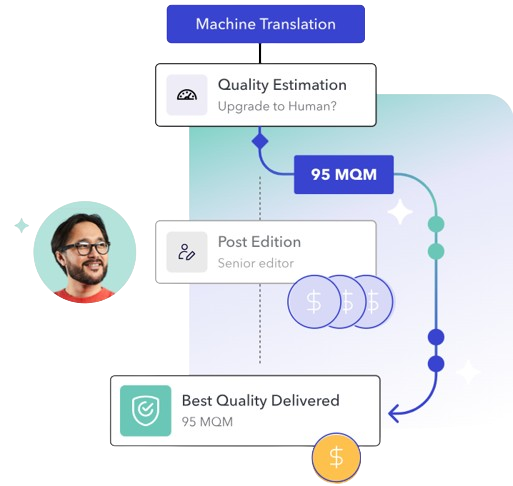 Machine Translation
Quality Estimation
Upgrade to Human?
95 MQM
Post Edition
Senior editor
$ $ $
Best Quality Delivered
95 MQM
$